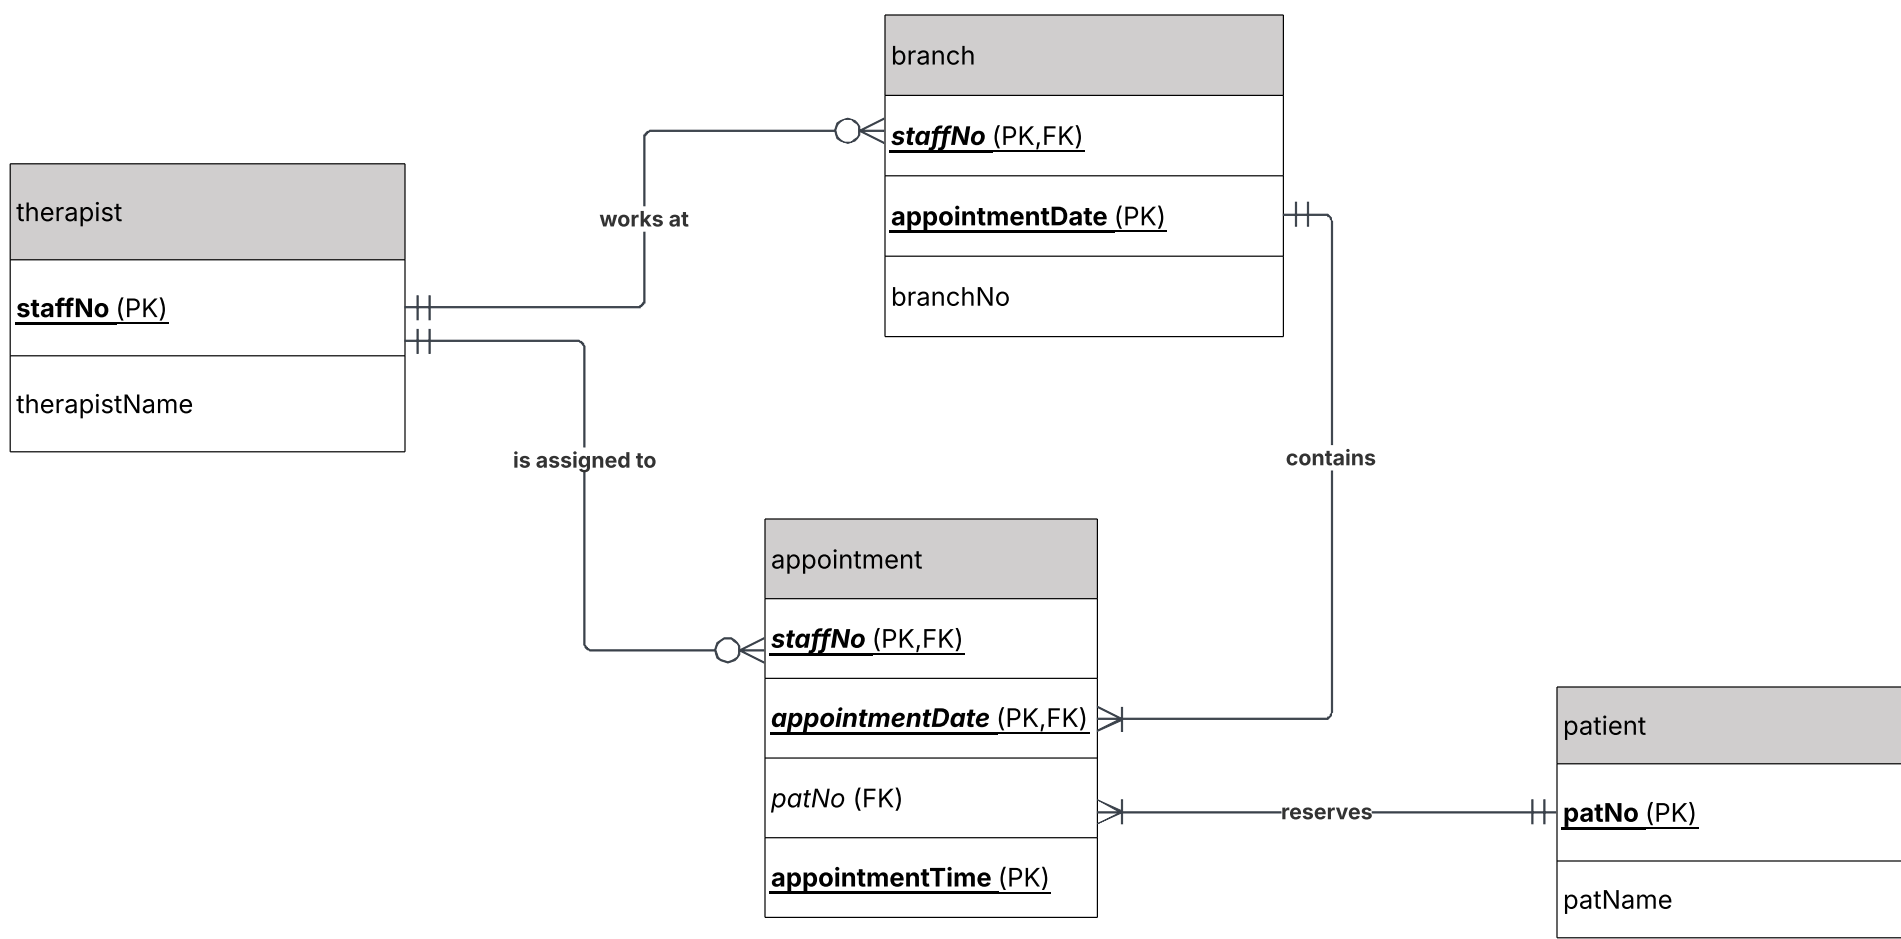 branch
staffNo (PK,FK)
appointmentDate (PK)
branchNo
therapist
staffNo (PK)
therapistName
works at
is assigned to
contains
appointment
staffNo (PK,FK)
appointmentDate (PK,FK)
patNo (FK)
appointmentTime (PK)
reserves
patient
patNo (PK)
patName